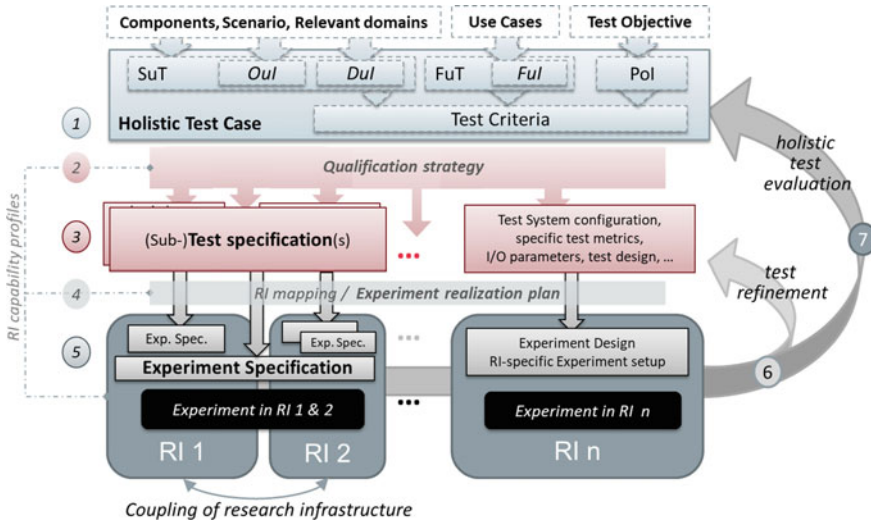 Components, Scenario, Relevant domains
Use Cases
Test Objective
SuT
OuI
DuI
FuT
FuI
PoI
1
Holistic Test Case
Test Criteria
holistic
test
evaluation
2
Qualification strategy
RI capability profiles
3
(Sub-)Test specification(s)
...
Test System configuration,
specific test metrics,
I/O parameters, test design, ...
7
test
refinement
4
RI mapping / Experiment realization plan
5
Exp. Spec.
Exp. Spec.
...
Experiment Design
RI-specific Experiment setup
Experiment Specification
6
Experiment in RI 1 & 2
...
Experiment in RI n
RI 1
RI 2
RI n
Coupling of research infrastructure